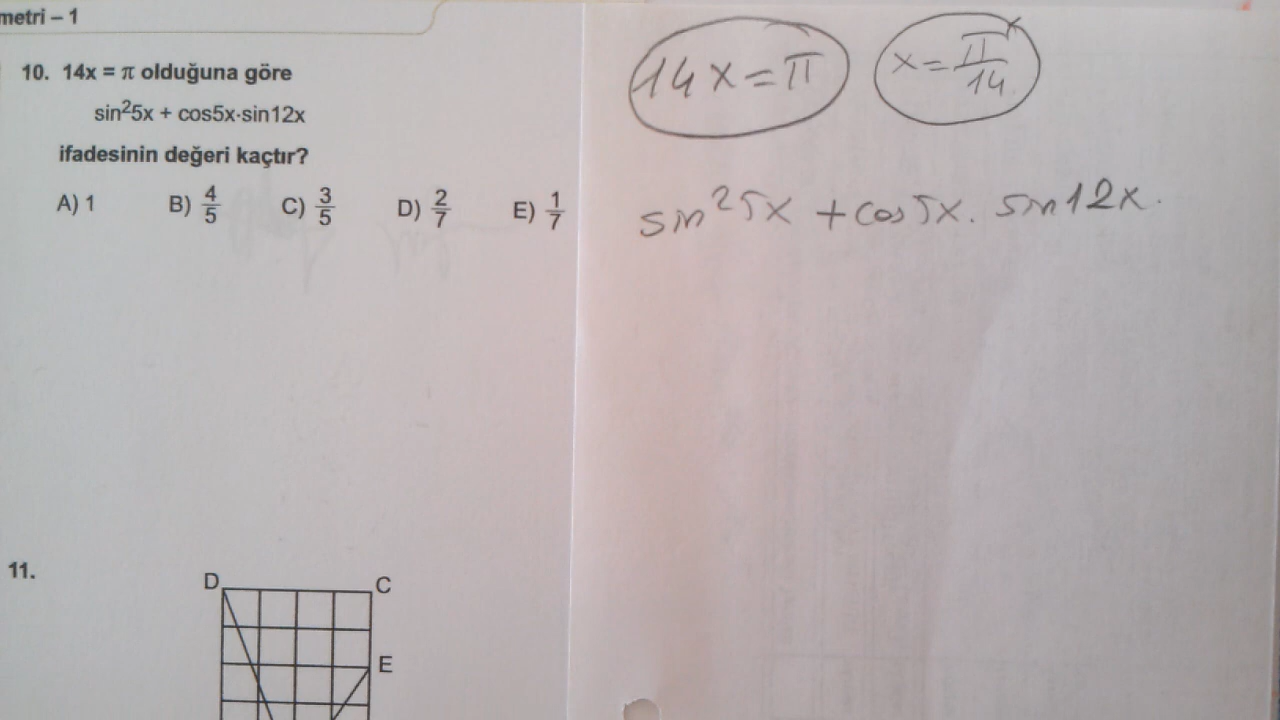 metri – 1
10. 14x = π olduğuna göre
sin²5x + cos5x·sin12x
ifadesinin değeri kaçtır?
A) 1 B) 4/5 C) 3/5 D) 2/7 E) 1/7
14x = π
x = π/14
sin²5x + cos5x . sin12x.
11.
D C
E